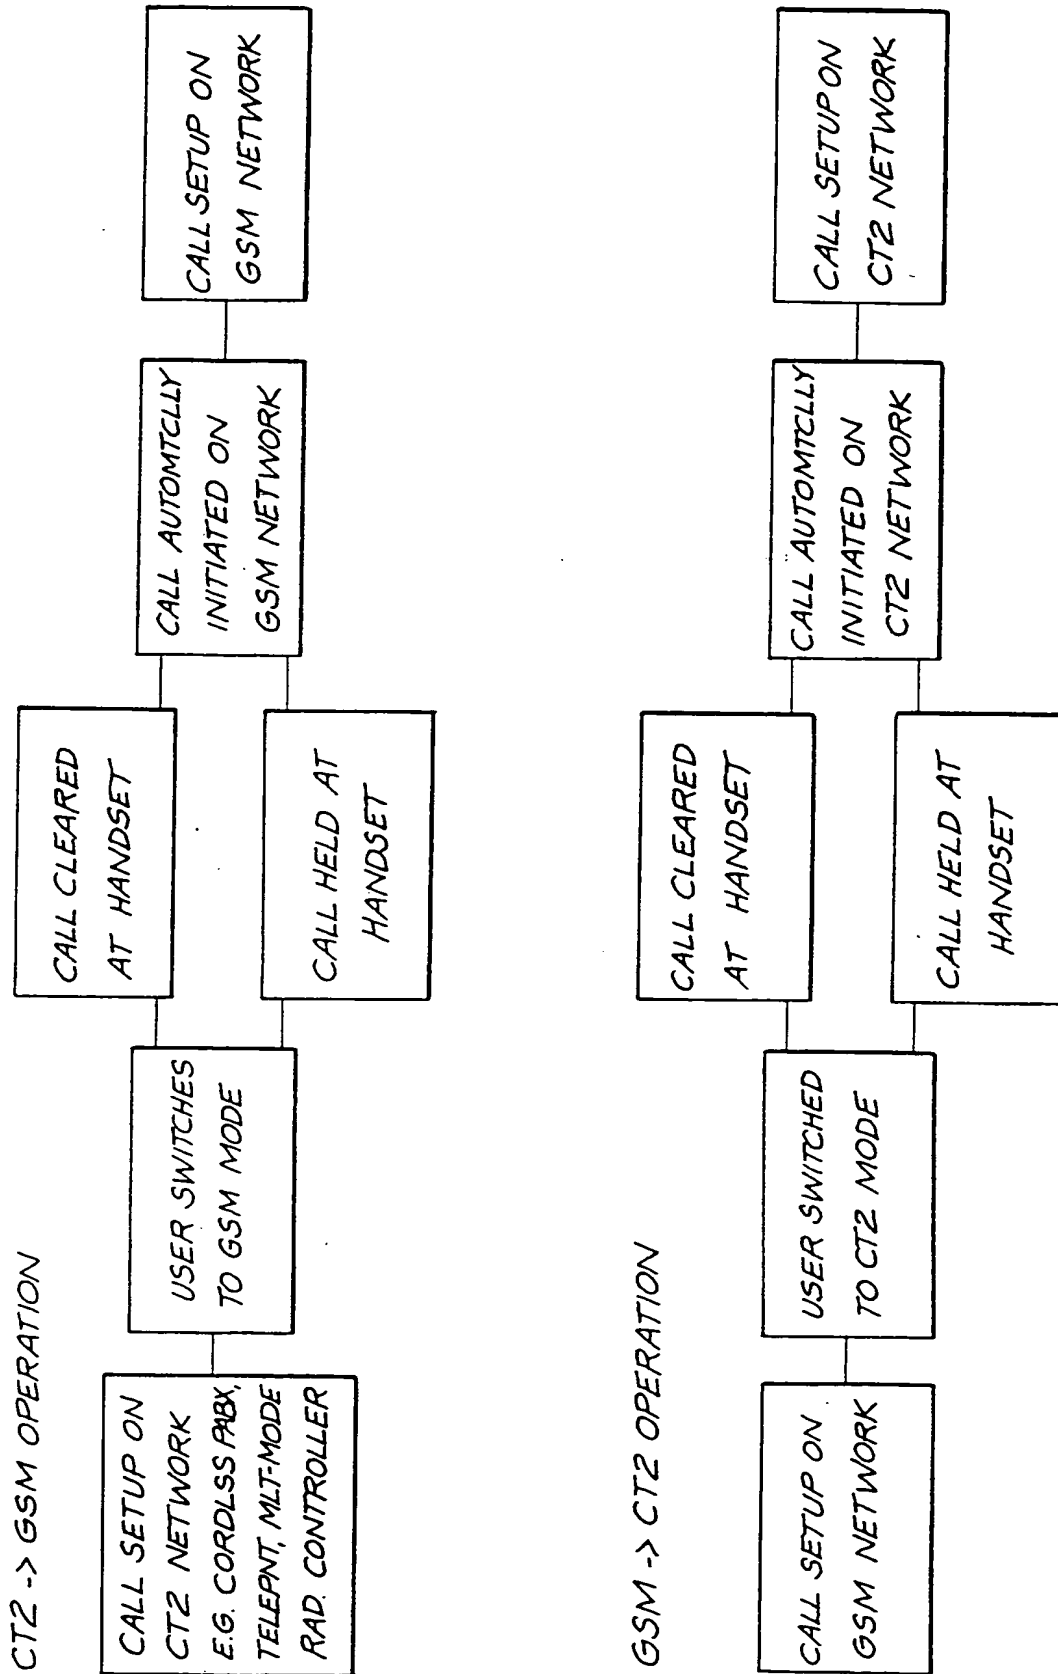 CT2 -> GSM OPERATION
CALL SETUP ON
CT2 NETWORK
E.G. CORDLSS PABX,
TELEPNT, MLT-MODE
RAD. CONTROLLER
USER SWITCHES
TO GSM MODE
CALL CLEARED
AT HANDSET
CALL HELD AT
HANDSET
CALL AUTOMTCLLY
INITIATED ON
GSM NETWORK
CALL SETUP ON
GSM NETWORK
GSM -> CT2 OPERATION
CALL SETUP ON
GSM NETWORK
USER SWITCHED
TO CT2 MODE
CALL CLEARED
AT HANDSET
CALL HELD AT
HANDSET
CALL AUTOMTCLLY
INITIATED ON
CT2 NETWORK
CALL SETUP ON
CT2 NETWORK